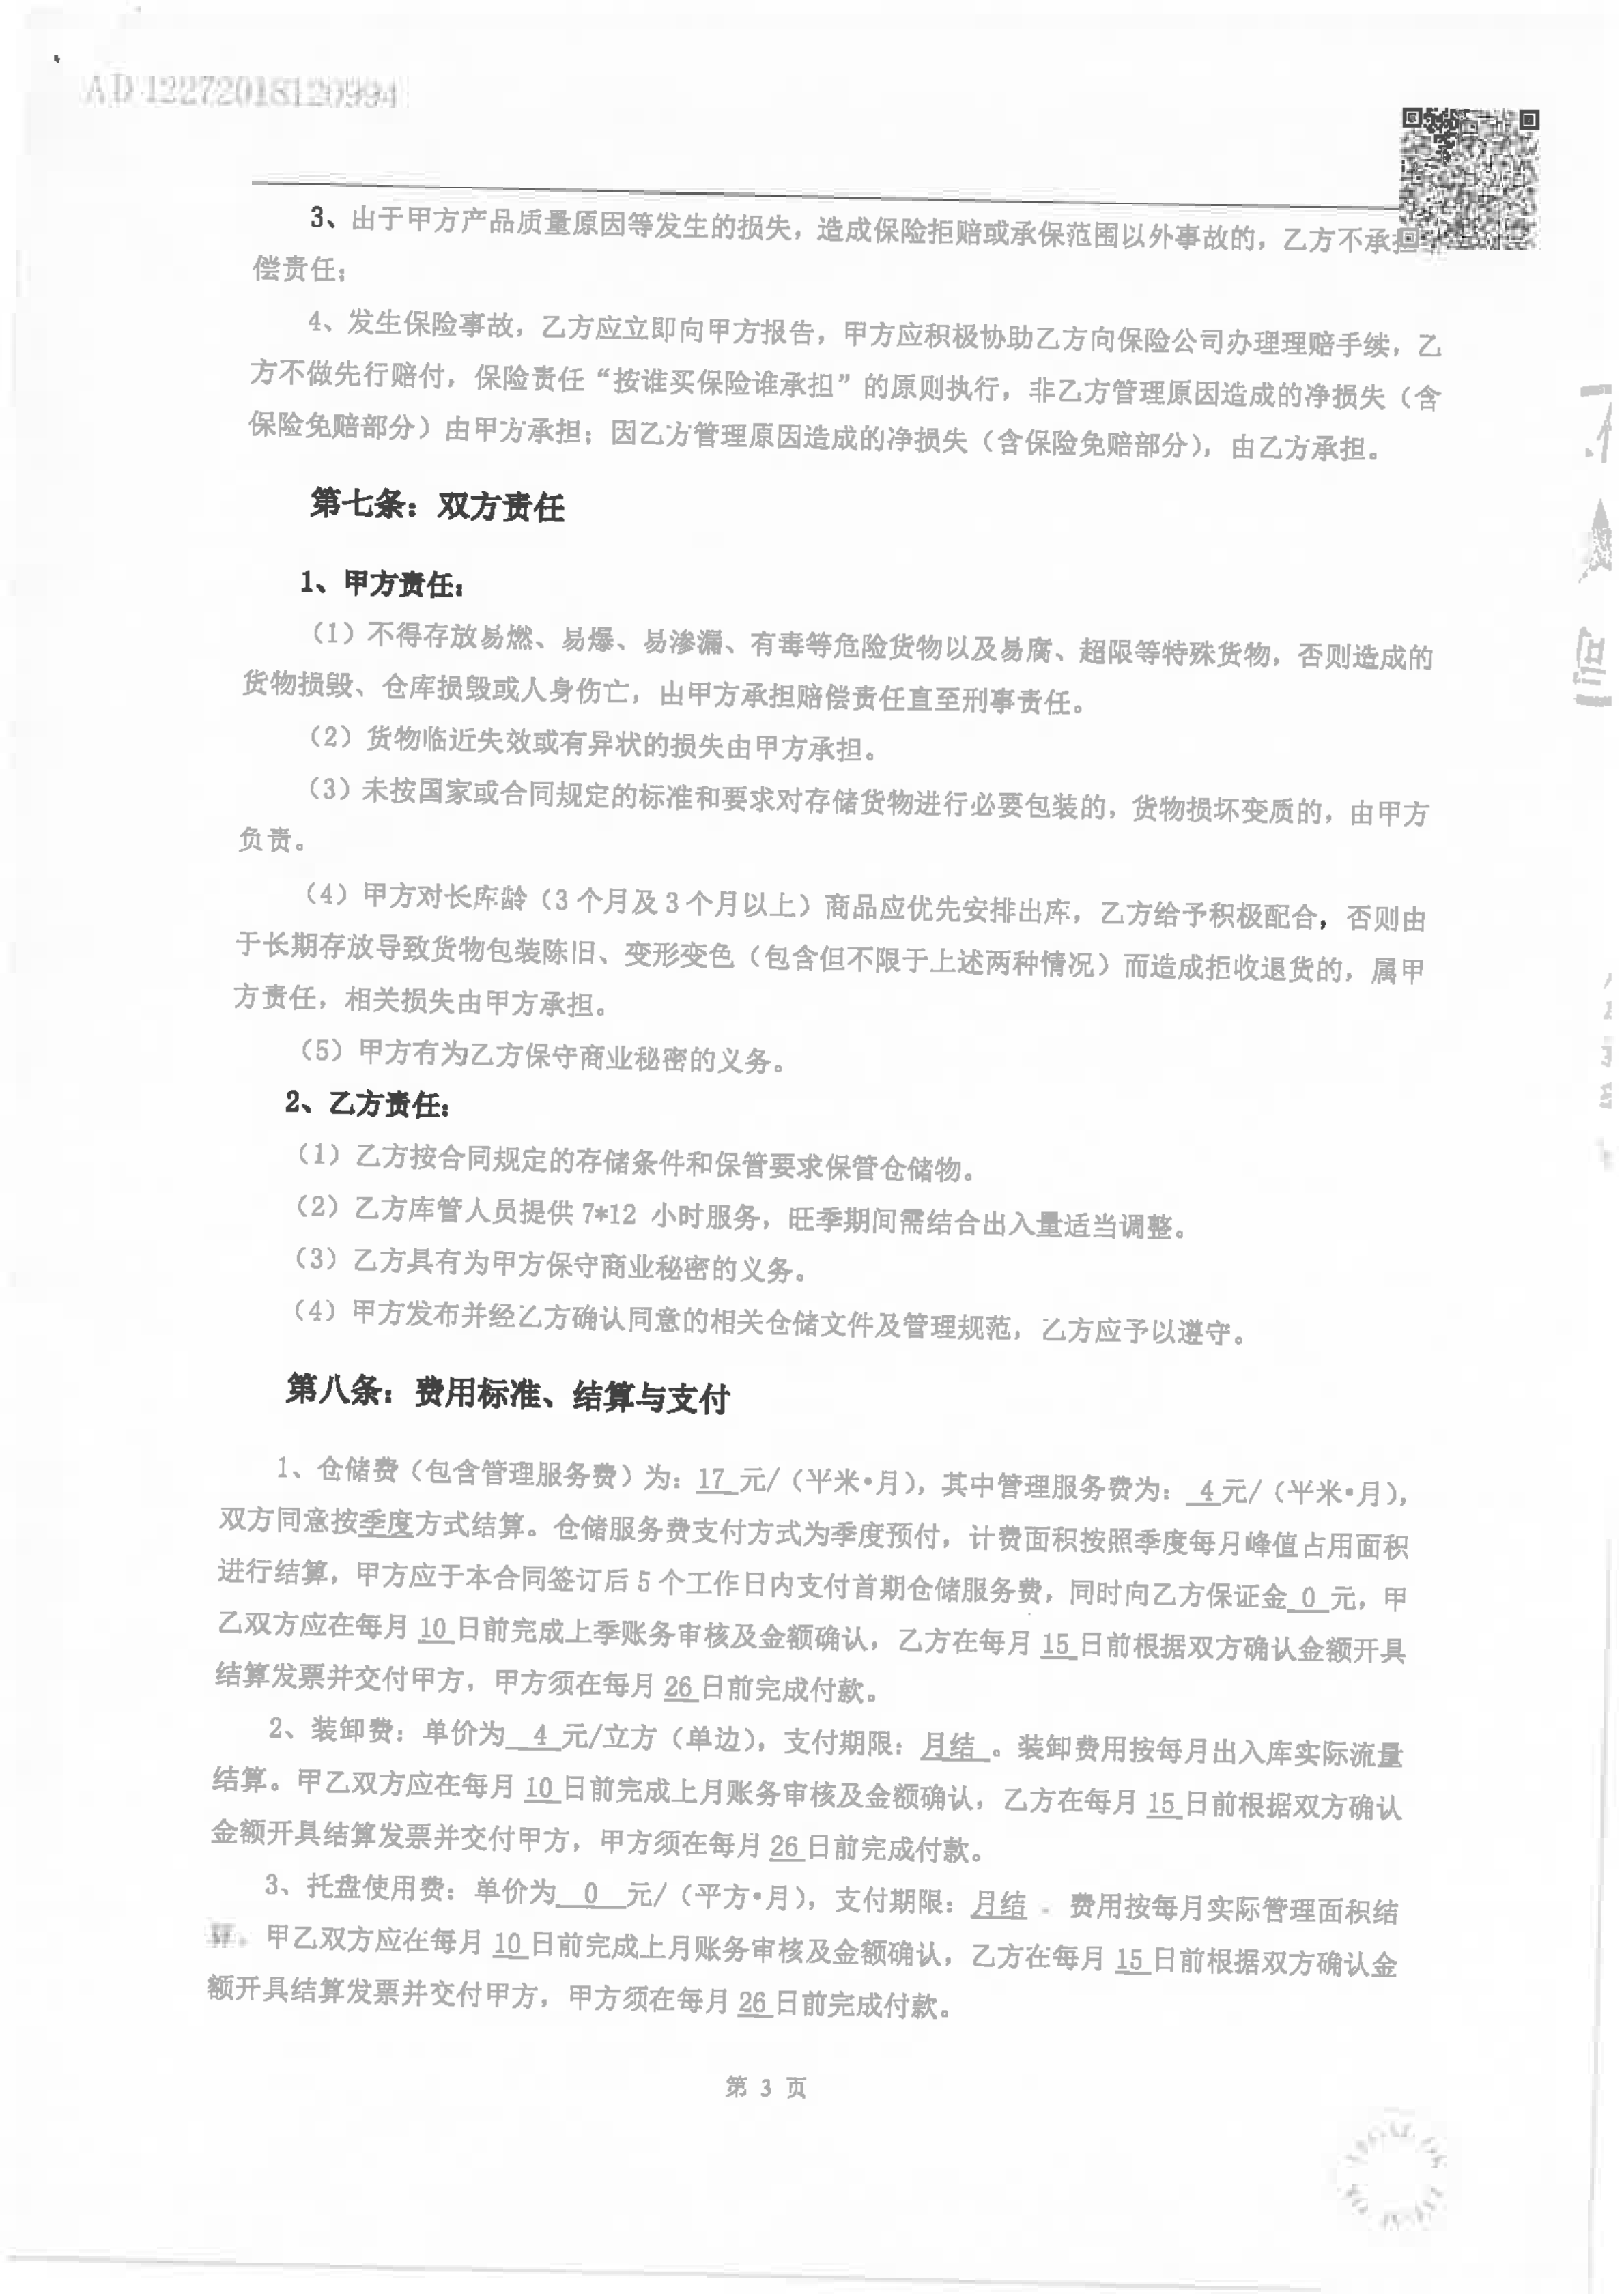 AD 12272018120994
3、由于甲方产品质量原因等发生的损失，造成保险拒赔或承保范围以外事故的，乙方不承担
偿责任；
4、发生保险事故，乙方应立即向甲方报告，甲方应积极协助乙方向保险公司办理理赔手续，乙
方不做先行赔付，保险责任“按谁买保险谁承担”的原则执行，非乙方管理原因造成的净损失（含
保险免赔部分）由甲方承担；因乙方管理原因造成的净损失（含保险免赔部分），由乙方承担。
第七条：双方责任
1、甲方责任：
（1）不得存放易燃、易爆、易渗漏、有毒等危险货物以及易腐、超限等特殊货物，否则造成的
货物损毁、仓库损毁或人身伤亡，由甲方承担赔偿责任直至刑事责任。
（2）货物临近失效或有异状的损失由甲方承担。
（3）未按国家或合同规定的标准和要求对存储货物进行必要包装的，货物损坏变质的，由甲方
负责。
（4）甲方对长库龄（3 个月及 3 个月以上）商品应优先安排出库，乙方给予积极配合，否则由
于长期存放导致货物包装陈旧、变形变色（包含但不限于上述两种情况）而造成拒收退货的，属甲
方责任，相关损失由甲方承担。
（5）甲方有为乙方保守商业秘密的义务。
2、乙方责任：
（1）乙方按合同规定的存储条件和保管要求保管仓储物。
（2）乙方库管人员提供 7*12 小时服务，旺季期间需结合出入量适当调整。
（3）乙方具有为甲方保守商业秘密的义务。
（4）甲方发布并经乙方确认同意的相关仓储文件及管理规范，乙方应予以遵守。
第八条：费用标准、结算与支付
1、仓储费（包含管理服务费）为：17 元/（平米•月），其中管理服务费为： 4 元/（平米•月），
双方同意按季度方式结算。仓储服务费支付方式为季度预付，计费面积按照季度每月峰值占用面积
进行结算，甲方应于本合同签订后 5 个工作日内支付首期仓储服务费，同时向乙方保证金 0 元，甲
乙双方应在每月 10 日前完成上季账务审核及金额确认，乙方在每月 15 日前根据双方确认金额开具
结算发票并交付甲方，甲方须在每月 26 日前完成付款。
2、装卸费：单价为 4 元/立方（单边），支付期限：月结 。装卸费用按每月出入库实际流量
结算。甲乙双方应在每月 10 日前完成上月账务审核及金额确认，乙方在每月 15 日前根据双方确认
金额开具结算发票并交付甲方，甲方须在每月 26 日前完成付款。
3、托盘使用费：单价为 0 元/（平方•月），支付期限：月结 。费用按每月实际管理面积结
算。甲乙双方应在每月 10 日前完成上月账务审核及金额确认，乙方在每月 15 日前根据双方确认金
额开具结算发票并交付甲方，甲方须在每月 26 日前完成付款。
第 3 页